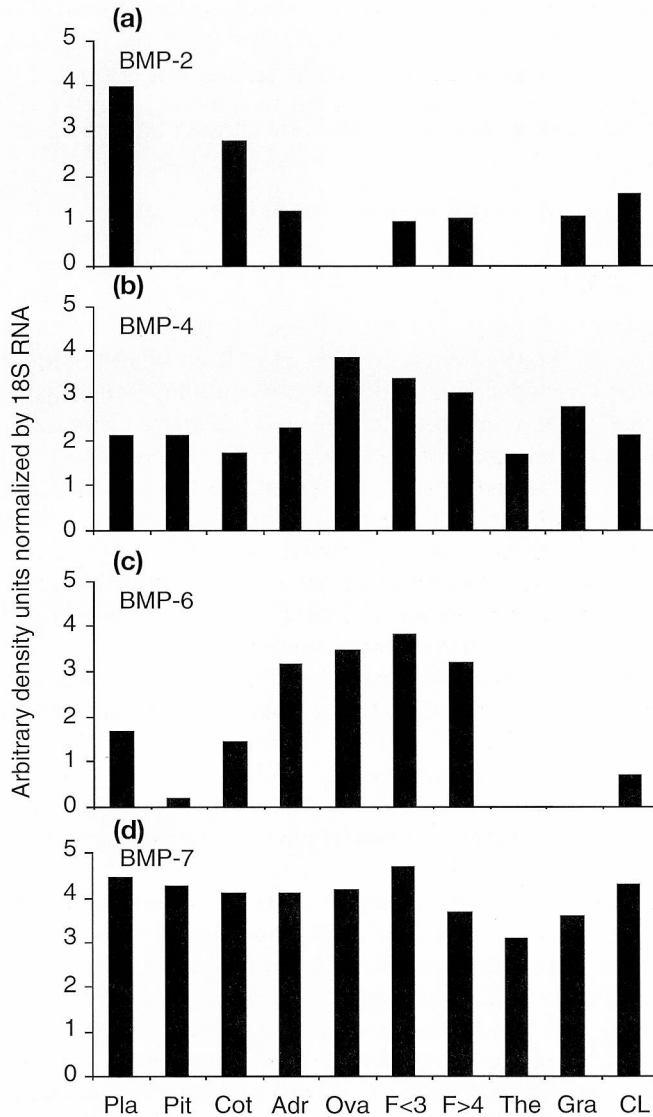 (a)
BMP-2
5
4
3
2
1
0
(b)
BMP-4
5
4
3
2
1
0
(c)
BMP-6
5
4
3
2
1
0
(d)
BMP-7
5
4
3
2
1
0
Arbitrary density units normalized by 18S RNA
Pla Pit Cot Adr Ova F<3 F>4 The Gra CL